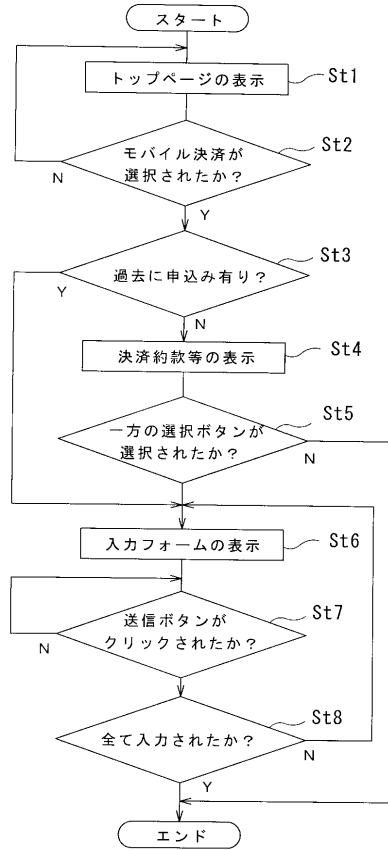 スタート
トップページの表示
St1
モバイル決済が
選択されたか?
St2
N
Y
過去に申込み有り?
St3
Y
N
決済約款等の表示
St4
一方の選択ボタンが
選択されたか?
St5
N
入力フォームの表示
St6
送信ボタンが
クリックされたか?
St7
N
全て入力されたか?
St8
N
Y
エンド